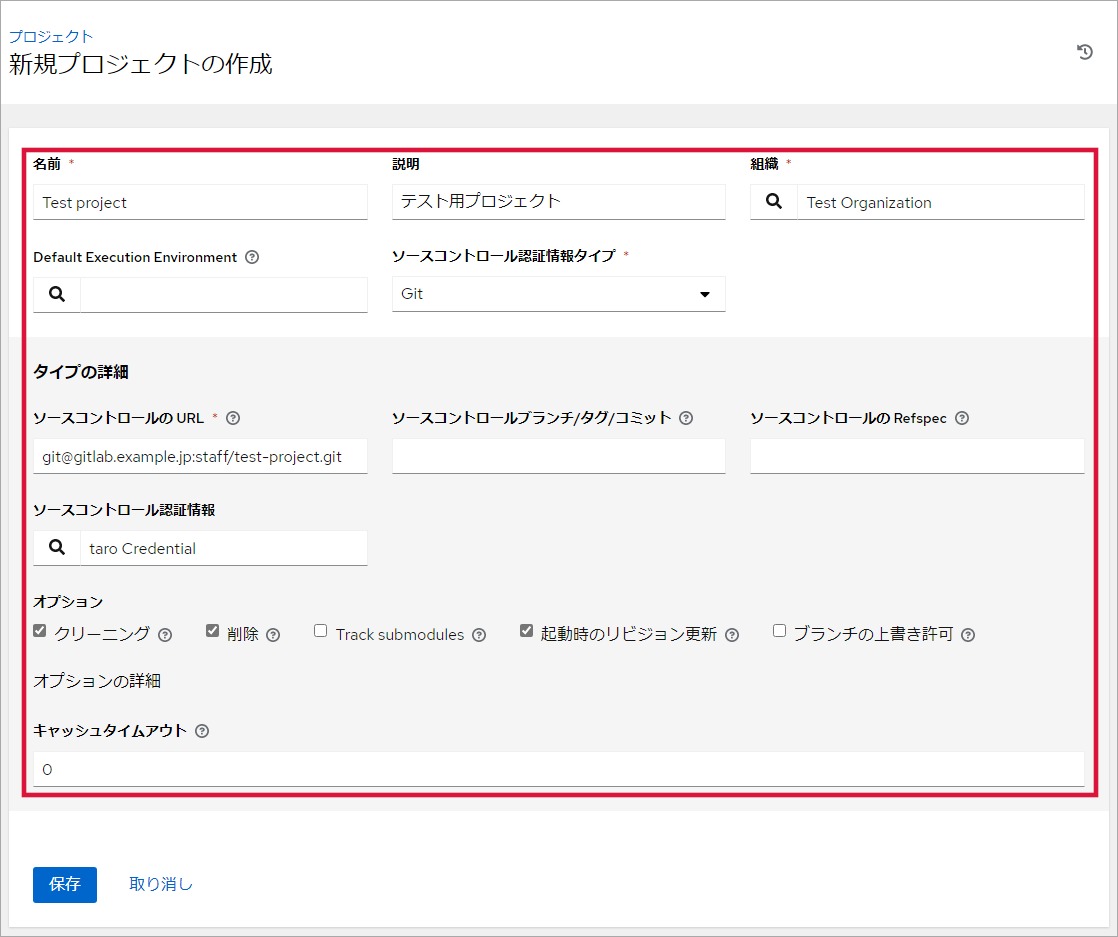 プロジェクト
新規プロジェクトの作成
名前 * 説明 組織 *
Test project テスト用プロジェクト Test Organization
Default Execution Environment ソースコントロール認証情報タイプ *
Git
タイプの詳細
ソースコントロールの URL * ソースコントロールブランチ/タグ/コミット ソースコントロールの Refspec
git@gitlab.example.jp:staff/test-project.git
ソースコントロール認証情報
taro Credential
オプション
クリーニング 削除 Track submodules 起動時のリビジョン更新 ブランチの上書き許可
オプションの詳細
キャッシュタイムアウト
0
保存 取り消し